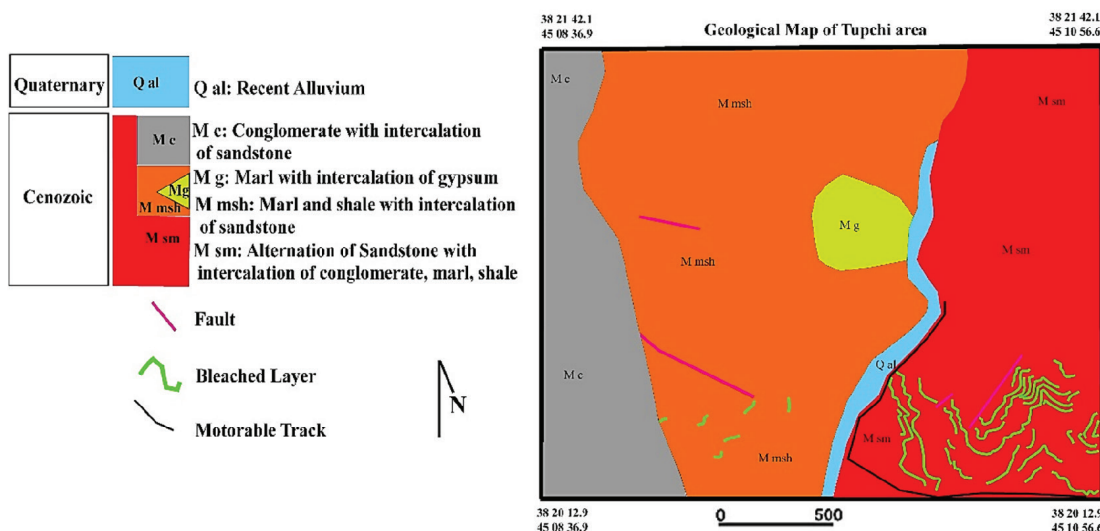 Quaternary
Q al
Q al: Recent Alluvium
Cenozoic
M c
M c: Conglomerate with intercalation
of sandstone
Mg
M g: Marl with intercalation of gypsum
M msh
M msh: Marl and shale with intercalation
of sandstone
M sm
M sm: Alternation of Sandstone with
intercalation of conglomerate, marl, shale
Fault
Bleached Layer
Motorable Track
N
38 21 42.1
45 08 36.9
Geological Map of Tupchi area
38 21 42.1
45 10 56.6
M c
M msh
M sm
M g
M msh
M sm
Q al
M c
M sm
M msh
38 20 12.9
45 08 36.9
0 500
38 20 12.9
45 10 56.6